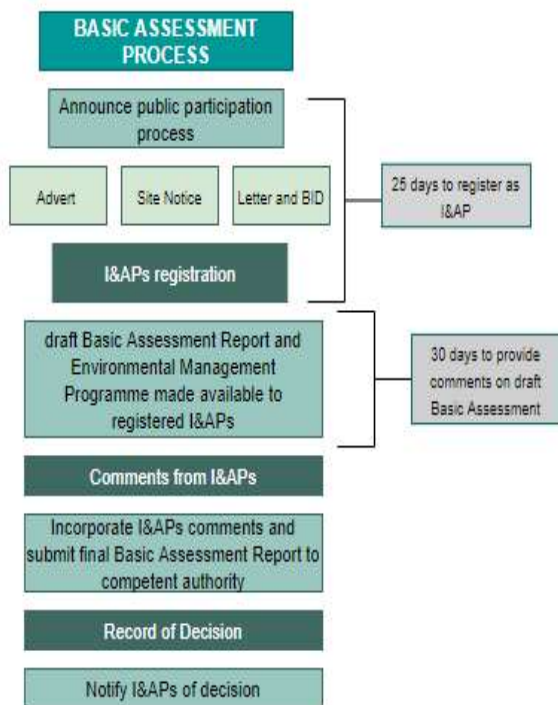 BASIC ASSESSMENT
PROCESS
Announce public participation
process
Advert
Site Notice
Letter and BID
25 days to register as
I&AP
I&APs registration
draft Basic Assessment Report and
Environmental Management
Programme made available to
registered I&APs
30 days to provide
comments on draft
Basic Assessment
Comments from I&APs
Incorporate I&APs comments and
submit final Basic Assessment Report to
competent authority
Record of Decision
Notify I&APs of decision